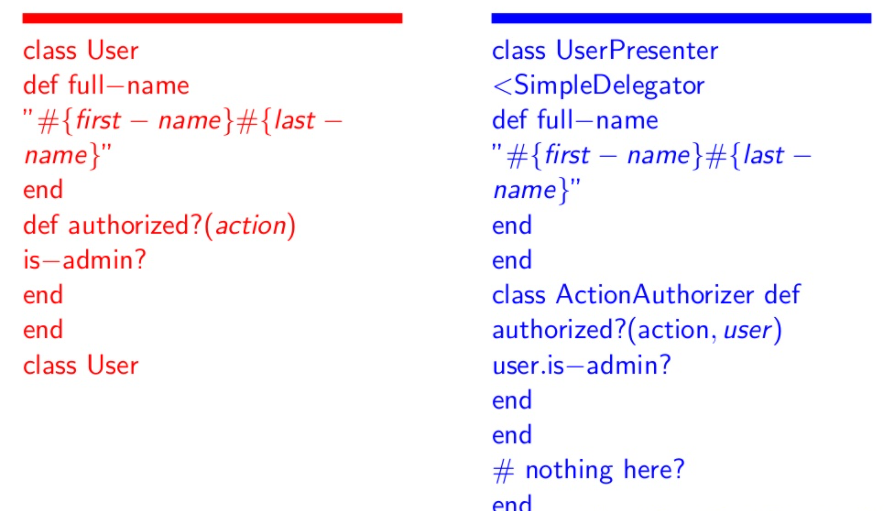 class User
def full−name
"#{first − name}#{last −
name}"
end
def authorized?(action)
is−admin?
end
end
class User
class UserPresenter
<SimpleDelegator
def full−name
"#{first − name}#{last −
name}"
end
end
class ActionAuthorizer def
authorized?(action, user)
user.is−admin?
end
end
# nothing here?
end